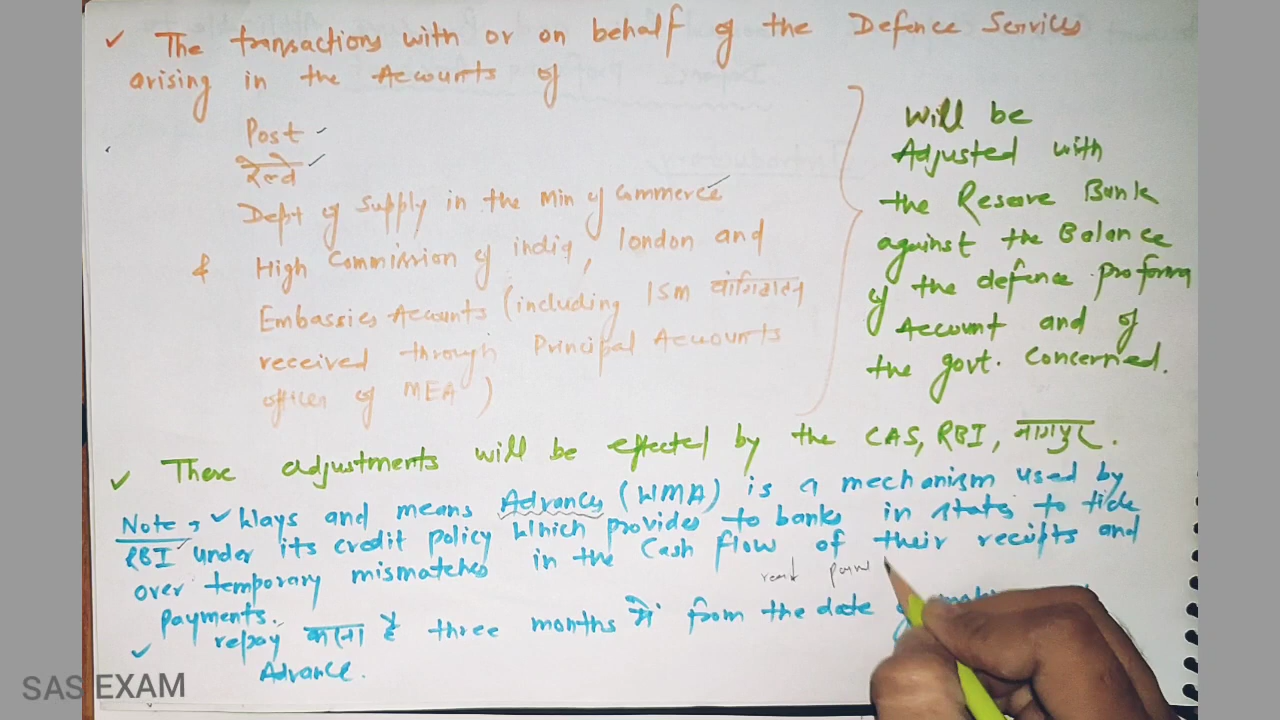 ✓ The transactions with or on behalf of the Defence Services
arising in the Accounts of
Post ✓
रेलवे ✓
Dept of Supply in the Min of Commerce ✓
& High Commission of india, london and
Embassies Accounts (including ISM वाशिंगटन
received through Principal Accounts
officer of MEA)
Will be
Adjusted with
the Reserve Bank
against the Balance
of the defence proforma
Account and of
the govt. Concerned.
✓ These adjustments will be effected by the CAS, RBI, नागपुर.
Note → ✓ Ways and means Advances (WMA) is a mechanism used by
RBI under its credit policy which provides to banks in states to tide
over temporary mismatches in the Cash flow of their receipts and
payments.
✓ repay करना है three months में from the date
Advance.
SAS EXAM